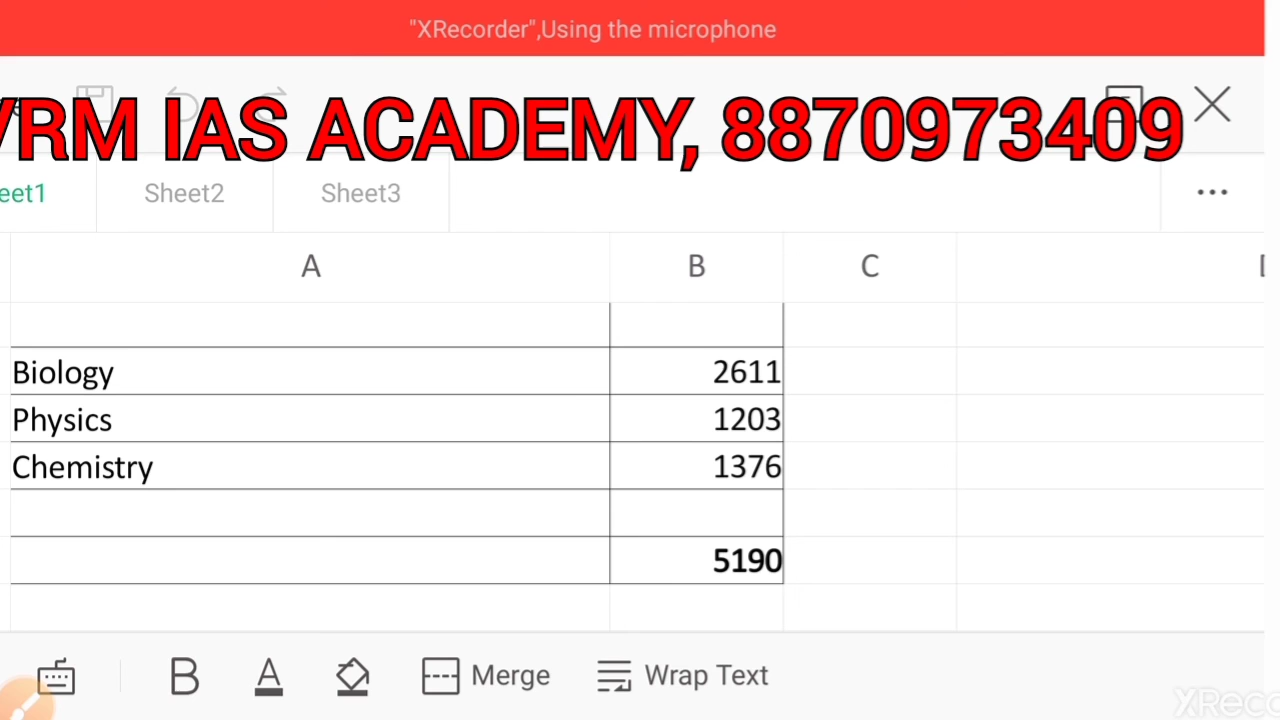 "XRecorder",Using the microphone
VRM IAS ACADEMY, 8870973409
eet1 Sheet2 Sheet3
A B C
Biology 2611
Physics 1203
Chemistry 1376
5190
B A Merge Wrap Text
XReco